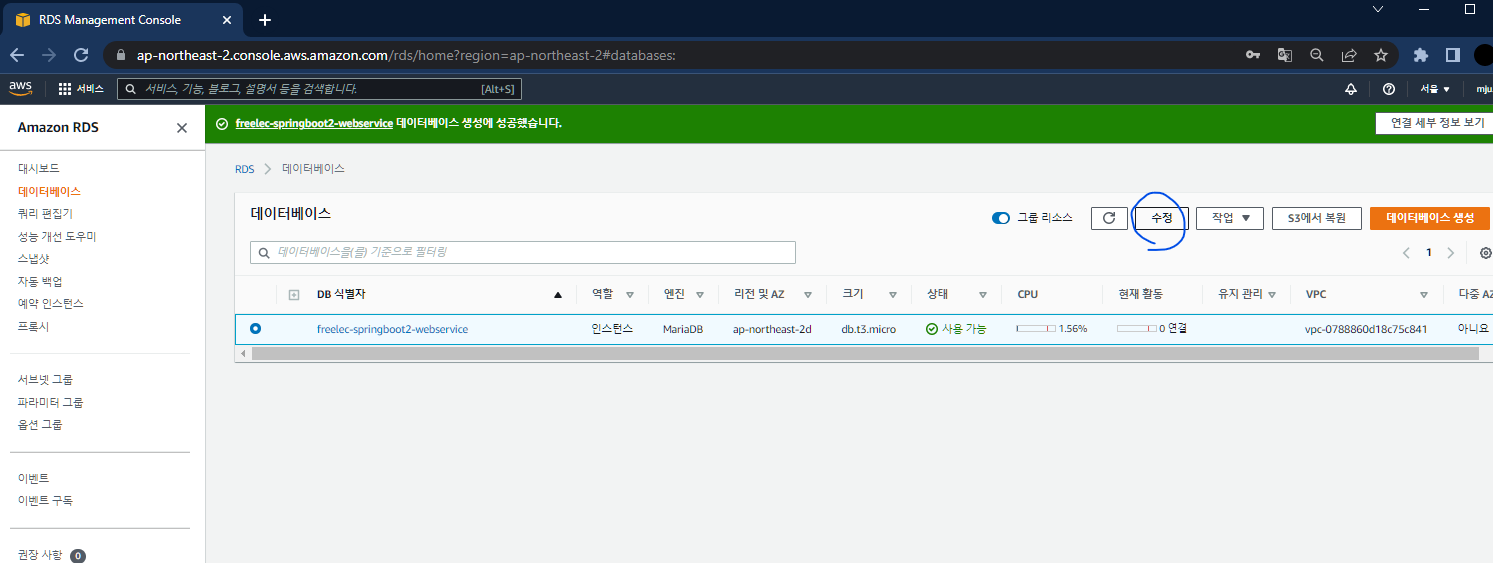 RDS Management Console
ap-northeast-2.console.aws.amazon.com/rds/home?region=ap-northeast-2#databases:
aws 서비스 서비스, 기능, 블로그, 설명서 등을 검색합니다. [Alt+S] 서울 ▼ mju
Amazon RDS
freelec-springboot2-webservice 데이터베이스 생성에 성공했습니다. 연결 세부 정보 보기
대시보드
데이터베이스
쿼리 편집기
성능 개선 도우미
스냅샷
자동 백업
예약 인스턴스
프록시
서브넷 그룹
파라미터 그룹
옵션 그룹
이벤트
이벤트 구독
권장 사항 0
RDS > 데이터베이스
데이터베이스 그룹 리소스 수정 작업 ▼ S3에서 복원 데이터베이스 생성
데이터베이스을(를) 기준으로 필터링 < 1 >
DB 식별자 역할 엔진 리전 및 AZ 크기 상태 CPU 현재 활동 유지 관리 VPC 다중 AZ
freelec-springboot2-webservice 인스턴스 MariaDB ap-northeast-2d db.t3.micro 사용 가능 1.56% 0 연결 vpc-0788860d18c75c841 아니요